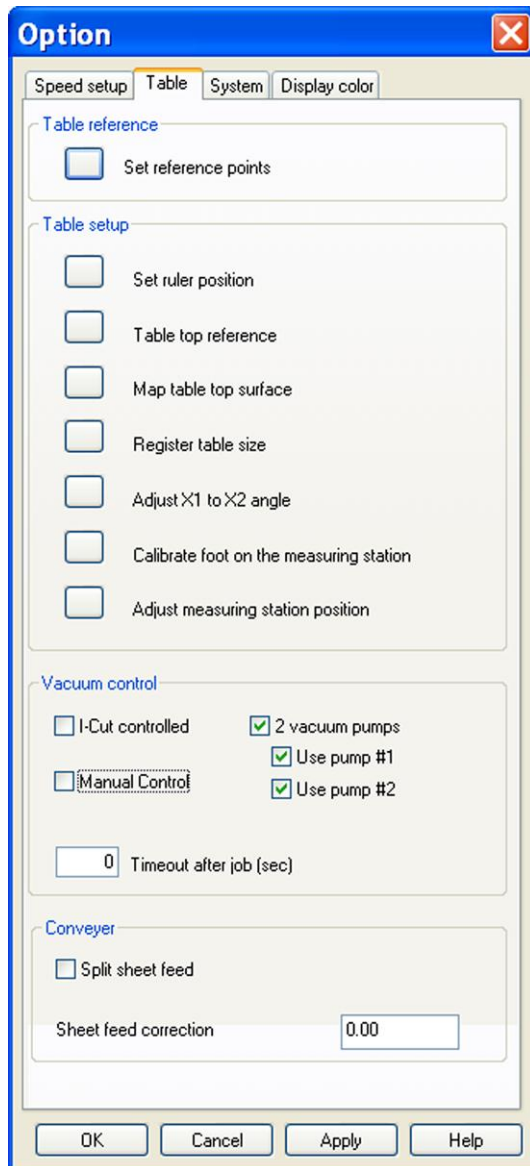 Option
Speed setup Table System Display color
Table reference
Set reference points
Table setup
Set ruler position
Table top reference
Map table top surface
Register table size
Adjust X1 to X2 angle
Calibrate foot on the measuring station
Adjust measuring station position
Vacuum control
I-Cut controlled 2 vacuum pumps
Use pump #1
Manual Control Use pump #2
0 Timeout after job (sec)
Conveyer
Split sheet feed
Sheet feed correction 0.00
OK Cancel Apply Help